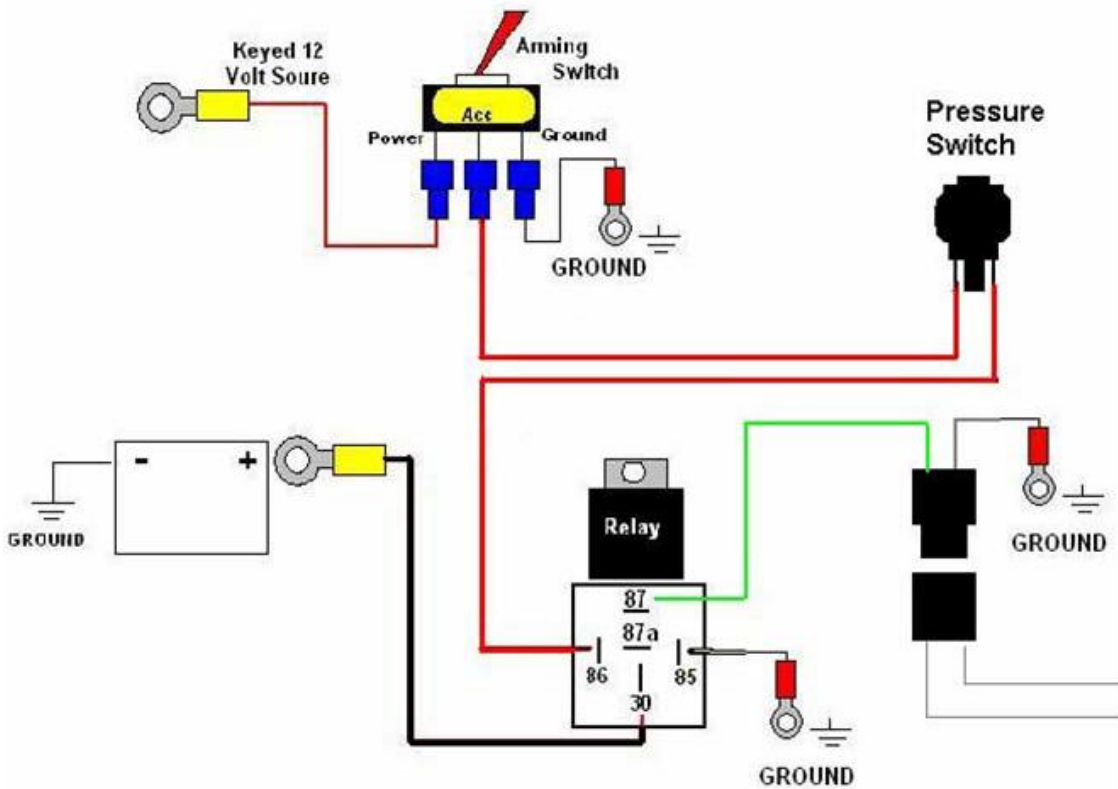 Keyed 12
Volt Soure
Arming
Switch
Acc
Power
Ground
GROUND
Pressure
Switch
- +
GROUND
Relay
87
87a
86
85
30
GROUND
GROUND